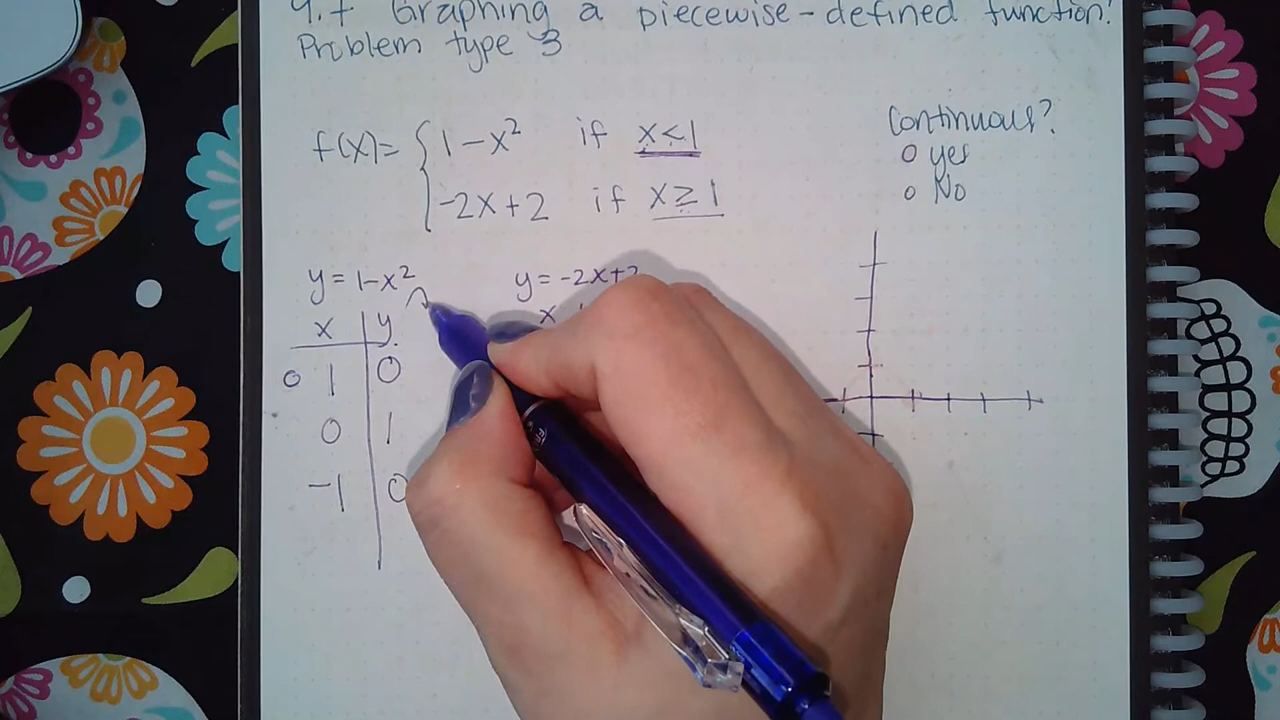 Graphing a piecewise-defined function:
Problem type 3
f(x)= { 1-x² if x<1
-2x+2 if x≥1
Continuous?
○ yes
○ No
y=1-x²
y=-2x+2
x y
x
○ 1 0
0 1
-1 0